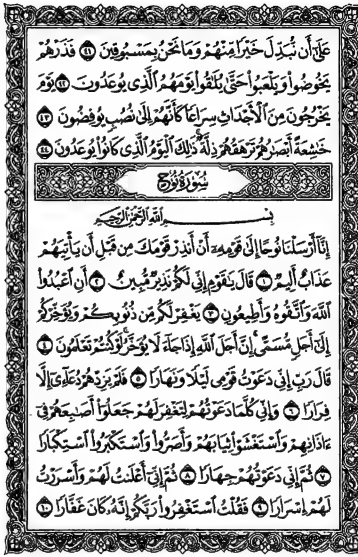 عَلَىٰٓ أَن نُّبَدِّلَ خَيْرًا مِّنْهُمْ وَمَا نَحْنُ بِمَسْبُوقِينَ ٤١ فَذَرْهُمْ
يَخُوضُوا۟ وَيَلْعَبُوا۟ حَتَّىٰ يُلَٰقُوا۟ يَوْمَهُمُ ٱلَّذِى يُوعَدُونَ ٤٢ يَوْمَ
يَخْرُجُونَ مِنَ ٱلْأَجْدَاثِ سِرَاعًا كَأَنَّهُمْ إِلَىٰ نُصُبٍ يُوفِضُونَ ٤٣
خَٰشِعَةً أَبْصَٰرُهُمْ تَرْهَقُهُمْ ذِلَّةٌ ۚ ذَٰلِكَ ٱلْيَوْمُ ٱلَّذِى كَانُوا۟ يُوعَدُونَ ٤٤
سُورَةُ نُوحٍ
بِسْمِ ٱللَّهِ ٱلرَّحْمَٰنِ ٱلرَّحِيمِ
إِنَّآ أَرْسَلْنَا نُوحًا إِلَىٰ قَوْمِهِۦٓ أَنْ أَنذِرْ قَوْمَكَ مِن قَبْلِ أَن يَأْتِيَهُمْ
عَذَابٌ أَلِيمٌ ١ قَالَ يَٰقَوْمِ إِنِّى لَكُمْ نَذِيرٌ مُّبِينٌ ٢ أَنِ ٱعْبُدُوا۟
ٱللَّهَ وَٱتَّقُوهُ وَأَطِيعُونِ ٣ يَغْفِرْ لَكُم مِّن ذُنُوبِكُمْ وَيُؤَخِّرْكُمْ
إِلَىٰٓ أَجَلٍ مُّسَمًّى ۚ إِنَّ أَجَلَ ٱللَّهِ إِذَا جَآءَ لَا يُؤَخَّرُ ۖ لَوْ كُنتُمْ تَعْلَمُونَ ٤
قَالَ رَبِّ إِنِّى دَعَوْتُ قَوْمِى لَيْلًا وَنَهَارًا ٥ فَلَمْ يَزِدْهُمْ دُعَآءِىٓ إِلَّا
فِرَارًا ٦ وَإِنِّى كُلَّمَا دَعَوْتُهُمْ لِتَغْفِرَ لَهُمْ جَعَلُوٓا۟ أَصَٰبِعَهُمْ فِىٓ
ءَاذَانِهِمْ وَٱسْتَغْشَوْا۟ ثِيَابَهُمْ وَأَصَرُّوا۟ وَٱسْتَكْبَرُوا۟ ٱسْتِكْبَارًا
٧ ثُمَّ إِنِّى دَعَوْتُهُمْ جِهَارًا ٨ ثُمَّ إِنِّىٓ أَعْلَنتُ لَهُمْ وَأَسْرَرْتُ
لَهُمْ إِسْرَارًا ٩ فَقُلْتُ ٱسْتَغْفِرُوا۟ رَبَّكُمْ إِنَّهُۥ كَانَ غَفَّارًا ١٠